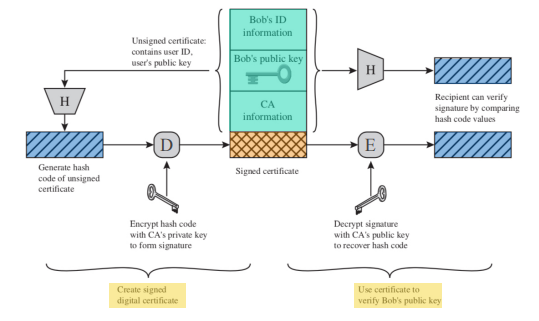 Unsigned certificate:
contains user ID,
user's public key
Bob's ID
information
Bob's public key
CA
information
H
H
Recipient can verify
signature by comparing
hash code values
D
E
Generate hash
code of unsigned
certificate
Signed certificate
Encrypt hash code
with CA's private key
to form signature
Decrypt signature
with CA's public key
to recover hash code
Create signed
digital certificate
Use certificate to
verify Bob's public key